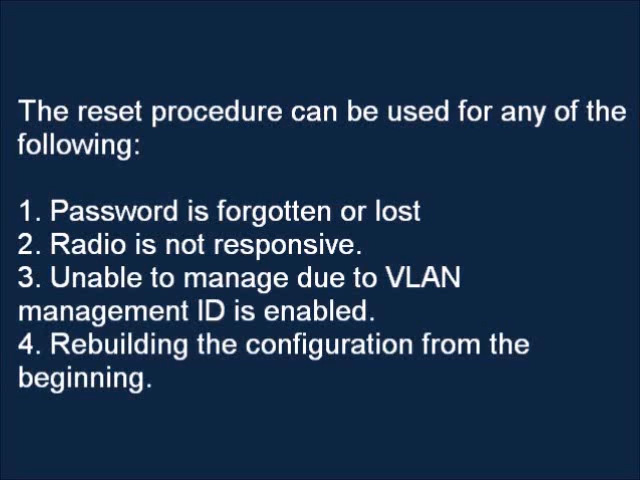 The reset procedure can be used for any of the
following:
1. Password is forgotten or lost
2. Radio is not responsive.
3. Unable to manage due to VLAN
management ID is enabled.
4. Rebuilding the configuration from the
beginning.